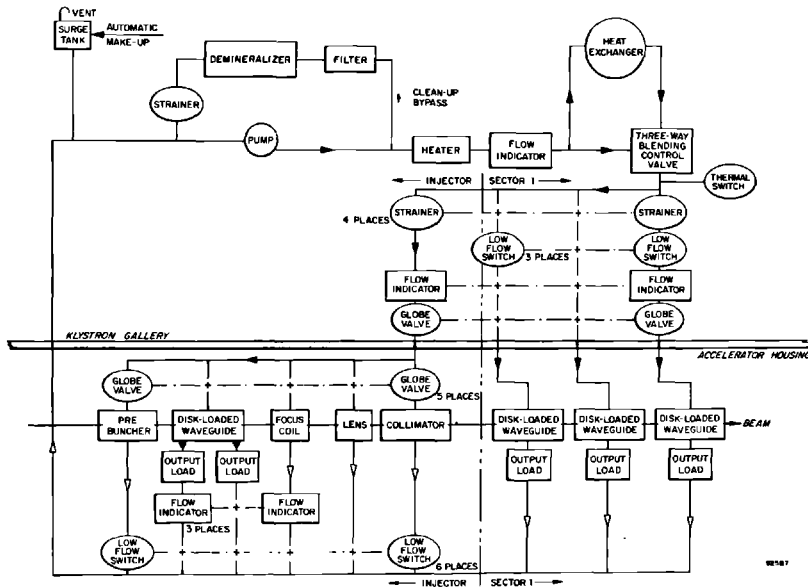 VENT
SURGE
TANK
AUTOMATIC
MAKE-UP
DEMINERALIZER
FILTER
STRAINER
CLEAN-UP
BYPASS
HEAT
EXCHANGER
PUMP
HEATER
FLOW
INDICATOR
THREE-WAY
BLENDING
CONTROL
VALVE
THERMAL
SWITCH
INJECTOR
SECTOR 1
STRAINER
4 PLACES
STRAINER
LOW
FLOW
SWITCH
3 PLACES
LOW
FLOW
SWITCH
FLOW
INDICATOR
FLOW
INDICATOR
GLOBE
VALVE
GLOBE
VALVE
KLYSTRON GALLERY
ACCELERATOR HOUSING
GLOBE
VALVE
GLOBE
VALVE
5 PLACES
PRE
BUNCHER
DISK-LOADED
WAVEGUIDE
FOCUS
COIL
LENS
COLLIMATOR
DISK-LOADED
WAVEGUIDE
DISK-LOADED
WAVEGUIDE
DISK-LOADED
WAVEGUIDE
BEAM
OUTPUT
LOAD
OUTPUT
LOAD
OUTPUT
LOAD
OUTPUT
LOAD
OUTPUT
LOAD
FLOW
INDICATOR
3 PLACES
FLOW
INDICATOR
LOW
FLOW
SWITCH
LOW
FLOW
SWITCH
6 PLACES
INJECTOR
SECTOR 1